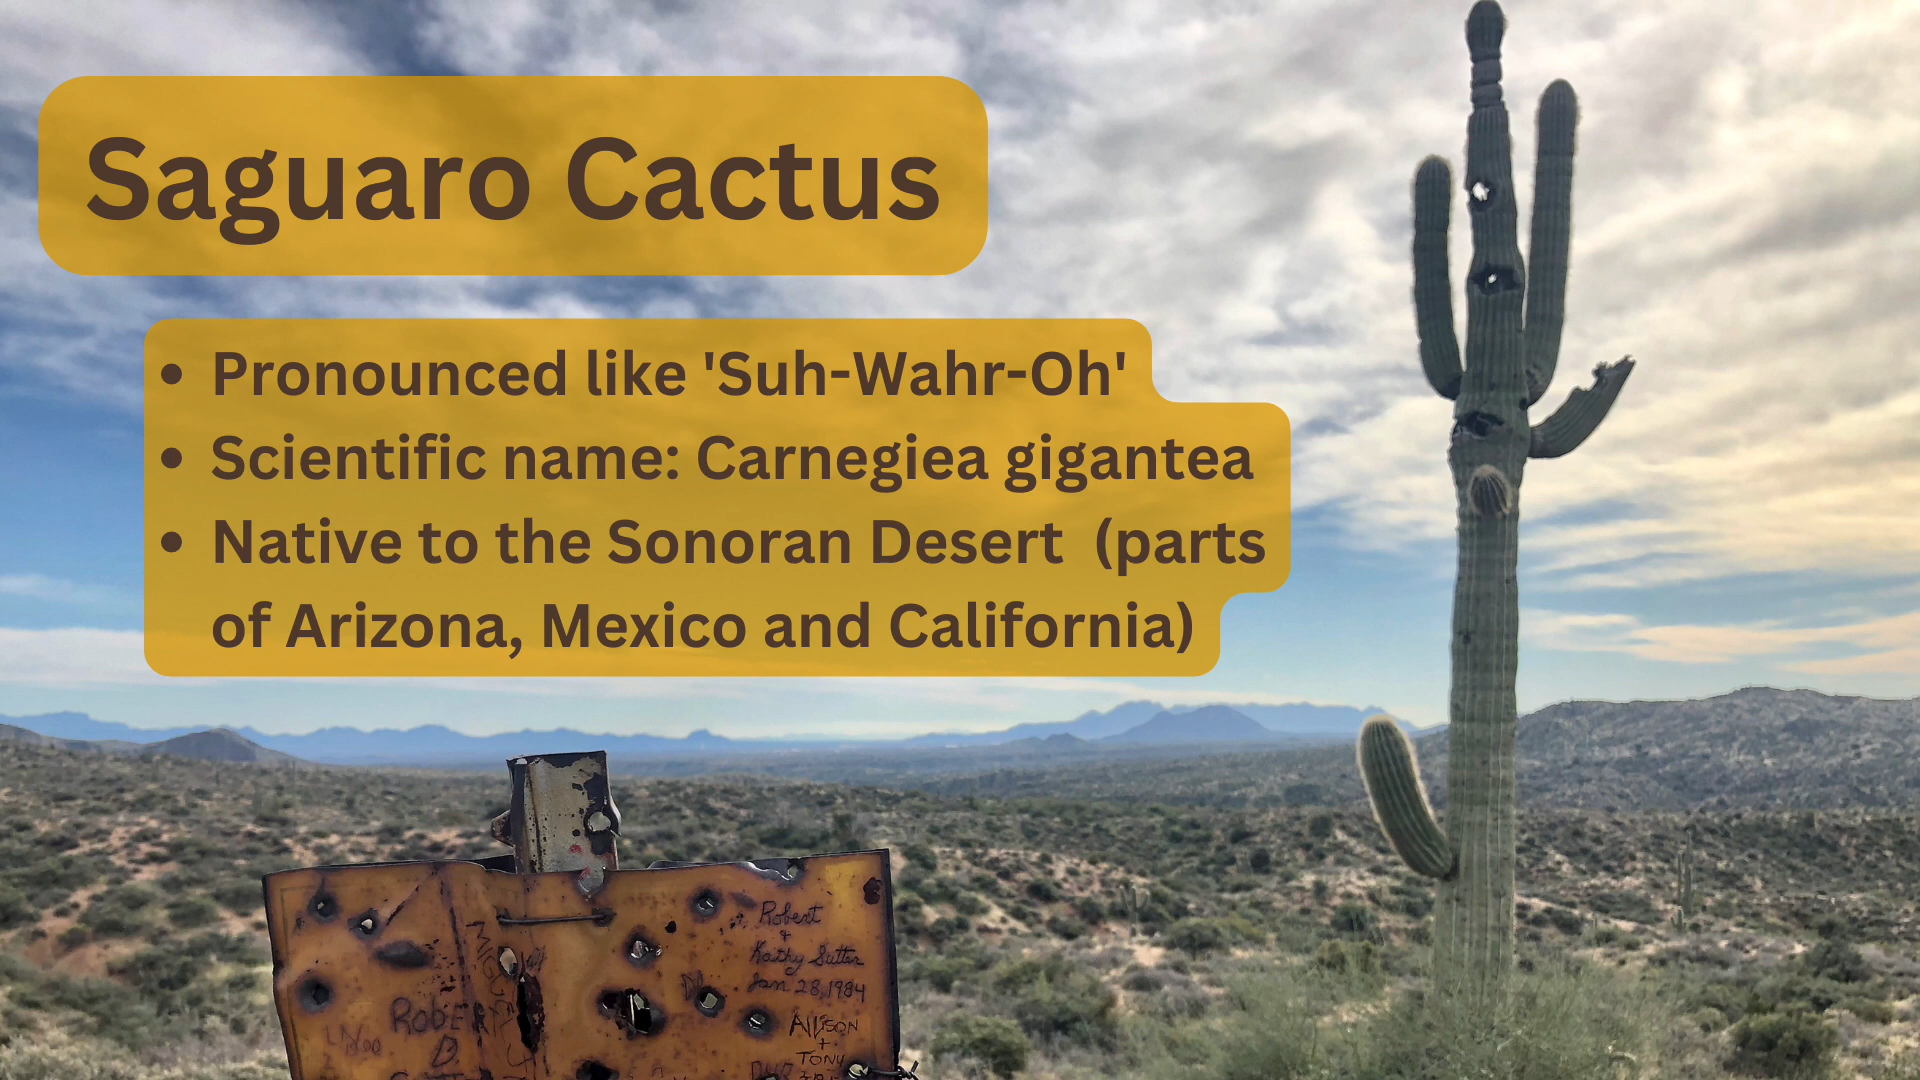 Saguaro Cactus
• Pronounced like 'Suh-Wahr-Oh'
• Scientific name: Carnegiea gigantea
• Native to the Sonoran Desert (parts
of Arizona, Mexico and California)
Robert
+
Kathy Sutter
Jan 28, 1984
ROBERT
D.
ALLISON
+
TONY